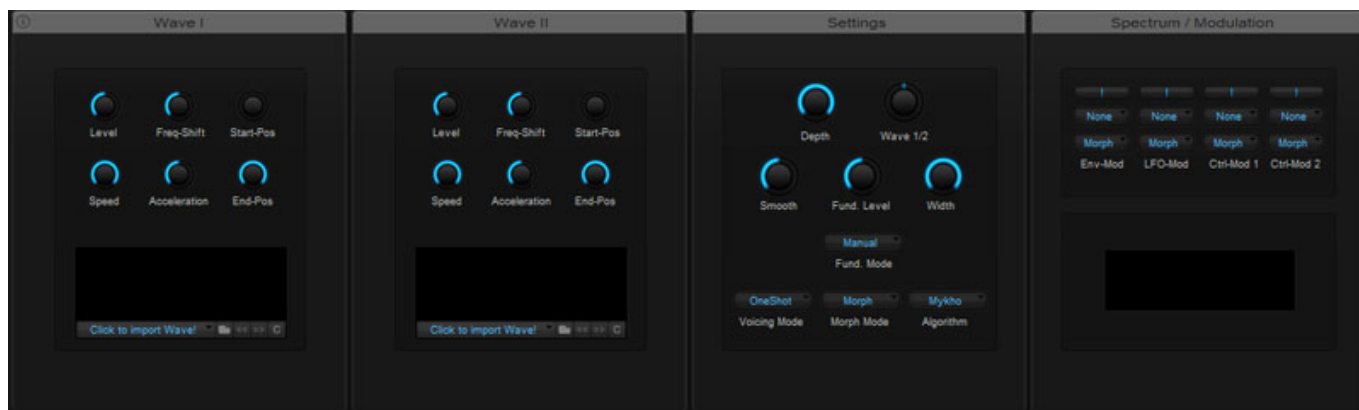 Wave I
Level Freq-Shift Start-Pos
Speed Acceleration End-Pos
Click to import Wave! << >> C
Wave II
Level Freq-Shift Start-Pos
Speed Acceleration End-Pos
Click to import Wave! << >> C
Settings
Depth Wave 1/2
Smooth Fund. Level Width
Manual
Fund. Mode
OneShot Morph Mykho
Voicing Mode Morph Mode Algorithm
Spectrum / Modulation
None None None None
Morph Morph Morph Morph
Env-Mod LFO-Mod Ctrl-Mod 1 Ctrl-Mod 2